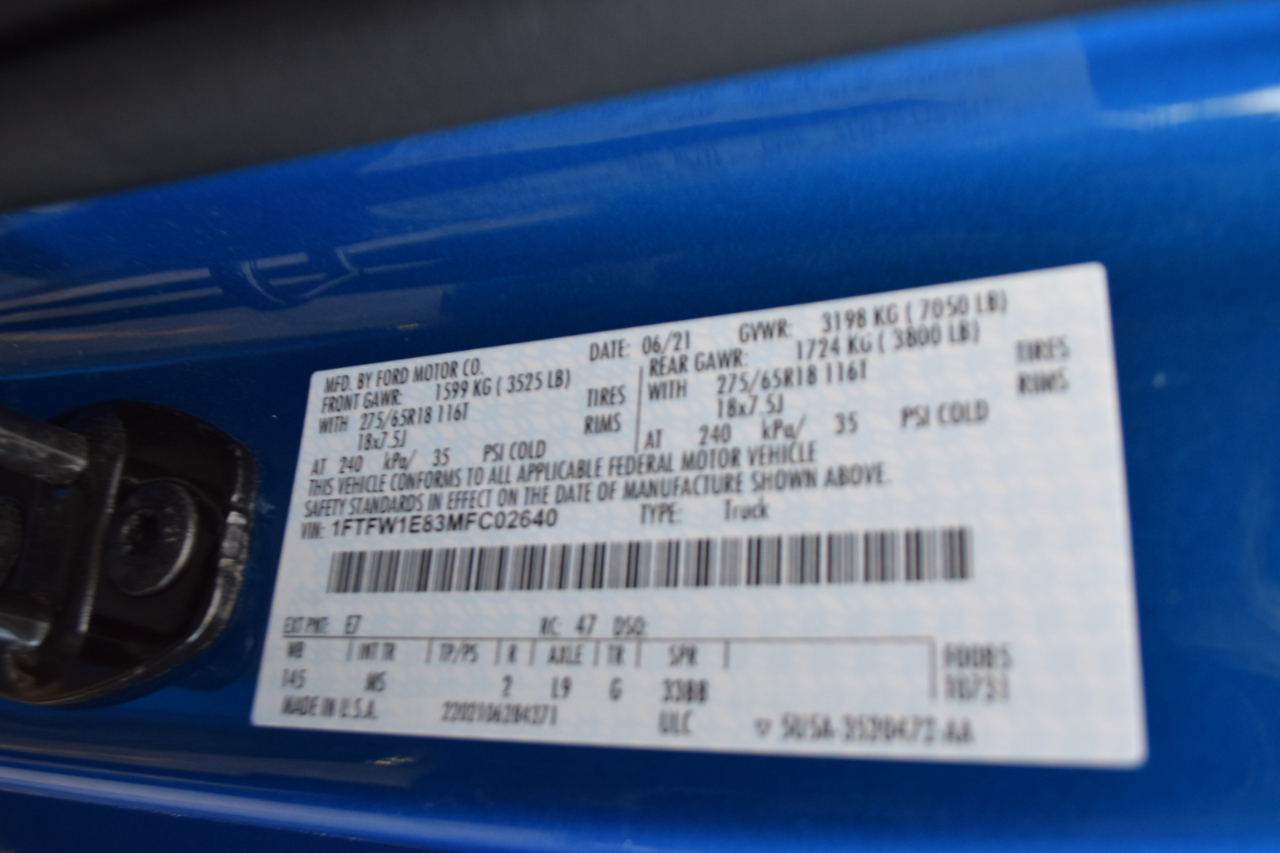 MFD. BY FORD MOTOR CO. DATE: 06/21 GVWR: 3198 KG ( 7050 LB)
FRONT GAWR: 1599 KG ( 3525 LB) REAR GAWR: 1724 KG ( 3800 LB)
WITH 275/65R18 116T TIRES WITH 275/65R18 116T TIRES
18x7.5J RIMS 18x7.5J RIMS
AT 240 kPa/ 35 PSI COLD AT 240 kPa/ 35 PSI COLD
THIS VEHICLE CONFORMS TO ALL APPLICABLE FEDERAL MOTOR VEHICLE
SAFETY STANDARDS IN EFFECT ON THE DATE OF MANUFACTURE SHOWN ABOVE.
VIN: 1FTFW1E83MFC02640 TYPE: Truck
EXT PNT: E7 RC: 47 DSO:
WB INT TR TP/PS R AXLE TR SPR
145 MS 2 L9 G 33BB
MADE IN U.S.A. ULC